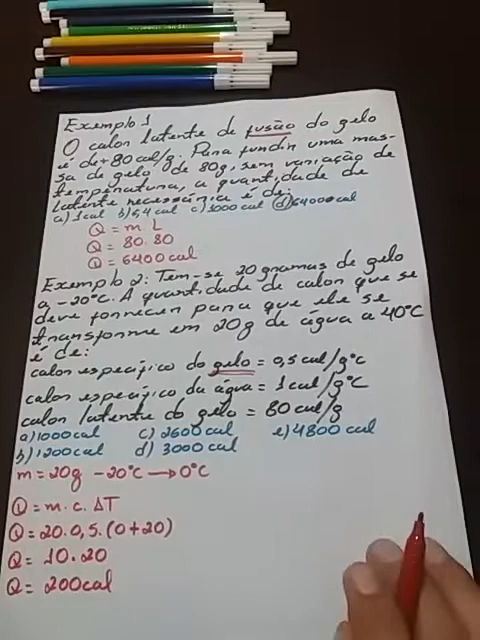 Exemplo 1
O calor latente de fusão do gelo
é de +80 cal/g. Para fundir uma mas-
sa de gelo de 80g, sem variação de
temperatura, a quantidade de
latente necessária é de:
a) 1 cal b) 6,4 cal c) 1000 cal d) 64000 cal
Q = m. L
Q = 80. 80
Q = 6400 cal
Exemplo 2: Tem-se 20 gramas de gelo
a -20°C. A quantidade de calor que se
deve fornecer para que ele se
transforme em 20g de água a 40°C
é de:
calor específico do gelo = 0,5 cal/g°C
calor específico da água = 1 cal/g°C
calor latente do gelo = 80 cal/g
a) 1000 cal c) 2600 cal e) 4800 cal
b) 1200 cal d) 3000 cal
m = 20g -20°C → 0°C
Q = m. c. ΔT
Q = 20. 0,5. (0+20)
Q = 10. 20
Q = 200 cal